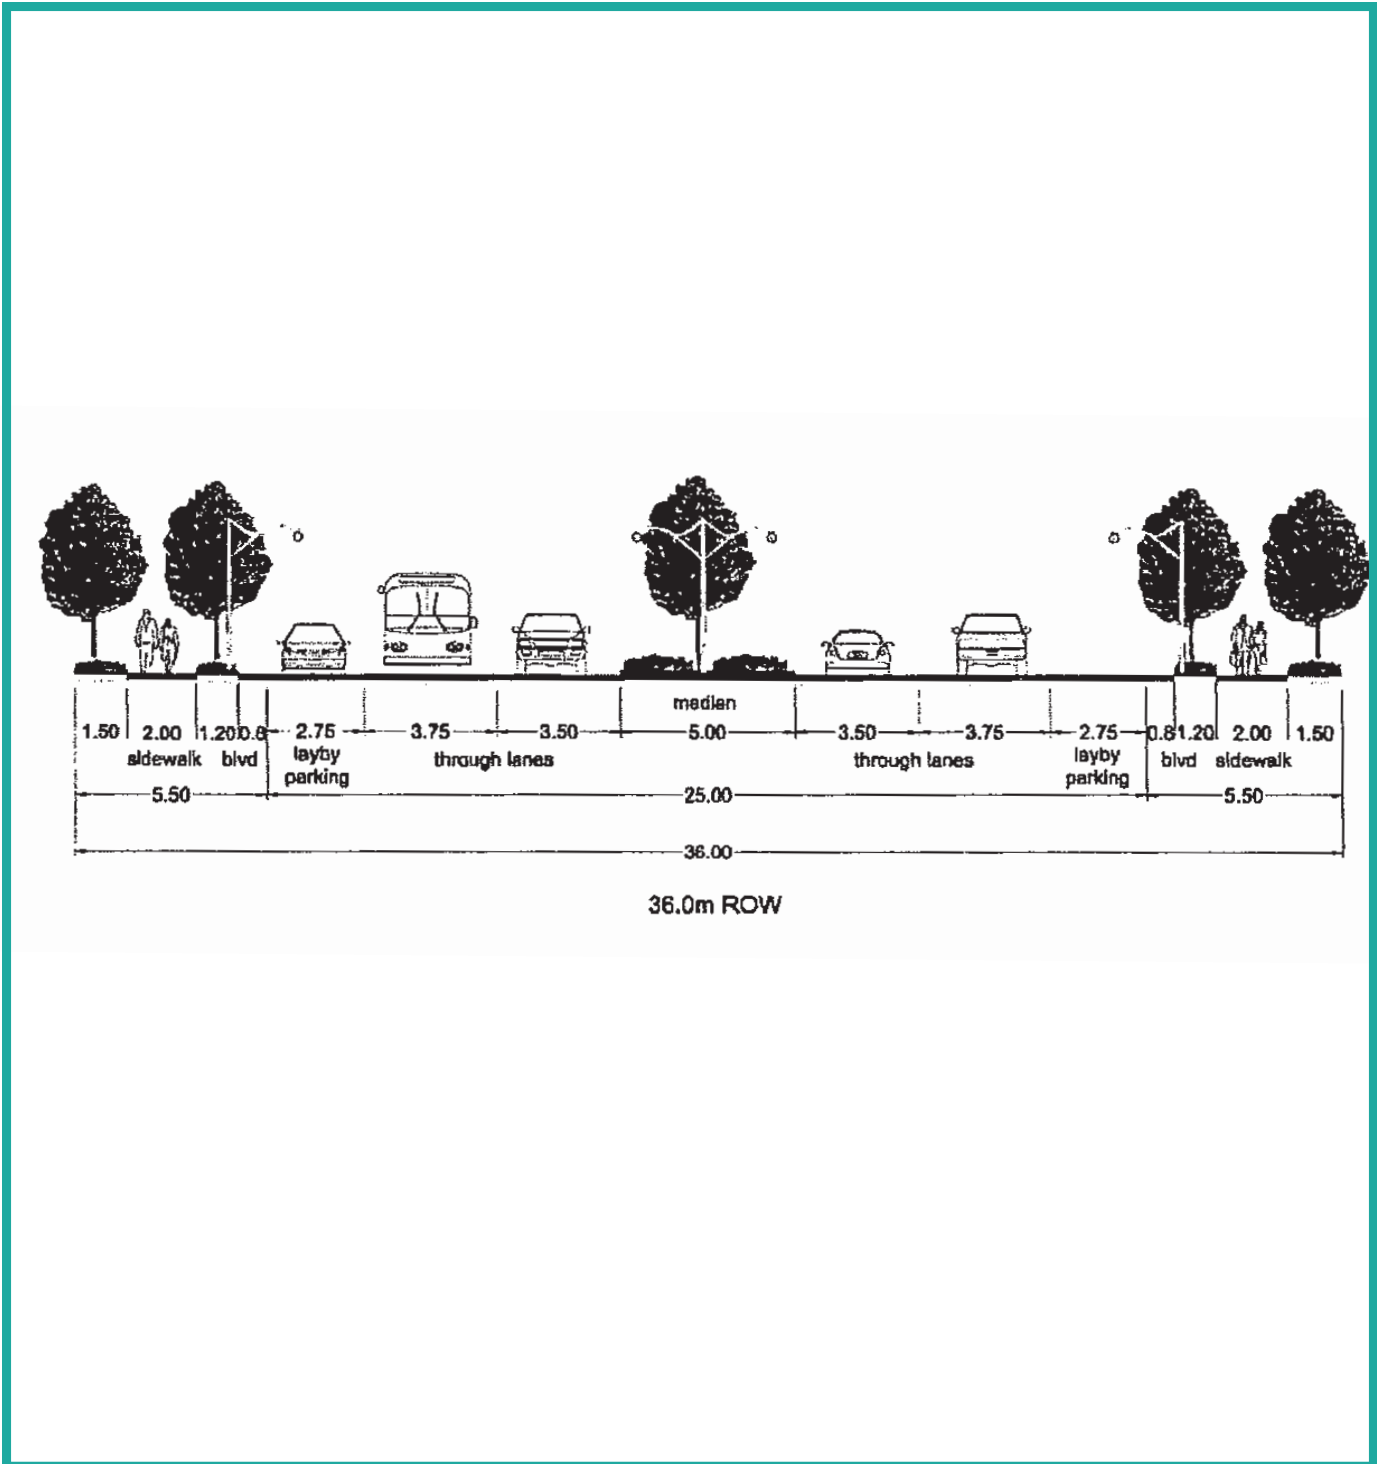 median
1.50 2.00 1.20 0.8 2.75 3.75 3.50 5.00 3.50 3.75 2.75 0.8 1.20 2.00 1.50
sidewalk blvd layby through lanes through lanes layby blvd sidewalk
parking parking
5.50 25.00 5.50
36.00
36.0m ROW